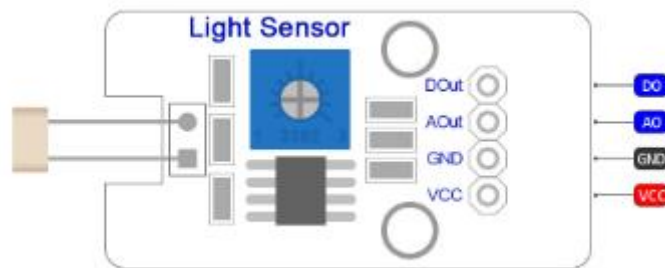 Light Sensor
DOut
DO
AOut
AO
GND
GND
VCC
VCC